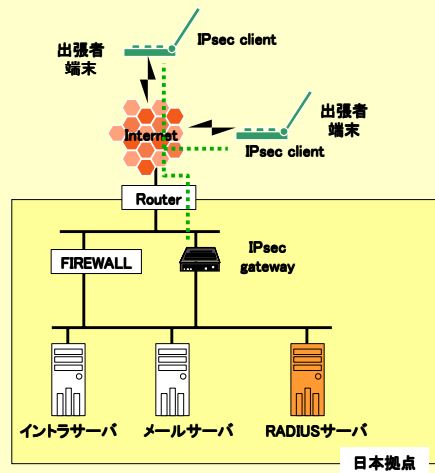 IPsec client
出張者
端末
出張者
端末
Internet
IPsec client
Router
FIREWALL
IPsec
gateway
イントラサーバ
メールサーバ
RADIUSサーバ
日本拠点